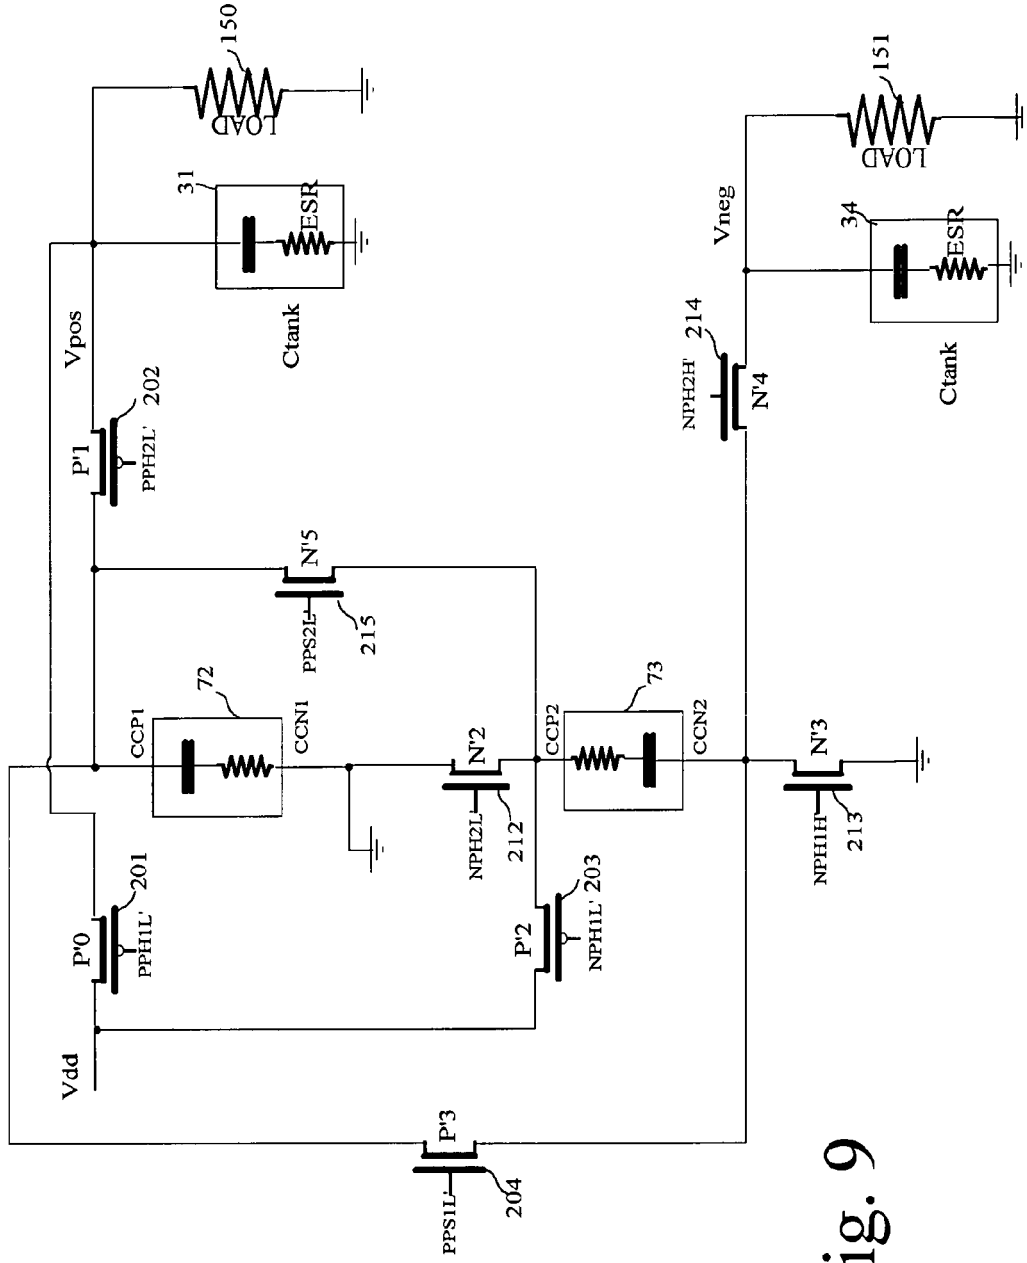 150
LOAD
31
ESR
Ctank
Vpos
202
P'1
PPH2L'
N'5
PPS2L'
215
72
CCP1
CCN1
201
P'0
PPH1L'
Vdd
N'2
NPH2L'
212
CCP2
73
CCN2
203
P'2
NPH1L'
P'3
PPS1L'
204
N'3
NPH1H'
213
214
NPH2H'
N'4
Vneg
34
ESR
Ctank
151
LOAD
ig. 9